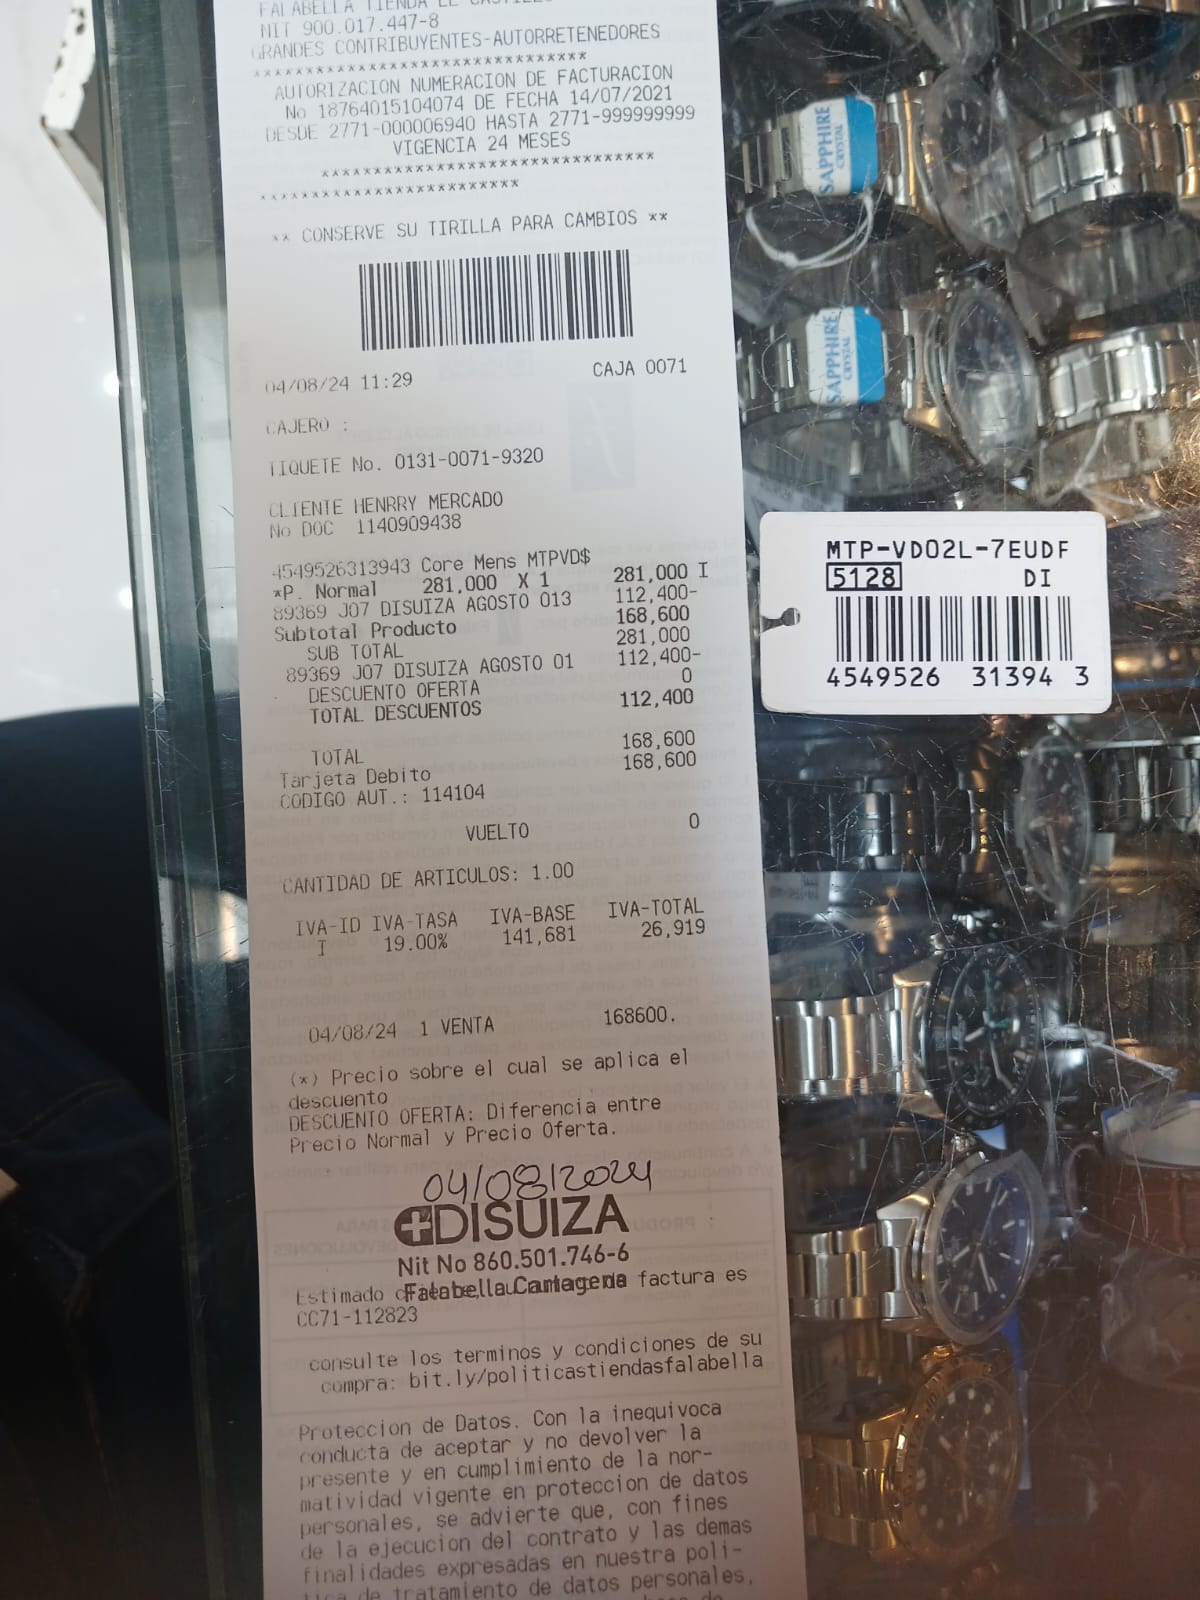 FALABELLA TIENDA EL CASTILLO
NIT 900.017.447-8
GRANDES CONTRIBUYENTES-AUTORRETENEDORES
*******************************
AUTORIZACION NUMERACION DE FACTURACION
No 18764015104074 DE FECHA 14/07/2021
DESDE 2771-000006940 HASTA 2771-999999999
VIGENCIA 24 MESES
*******************************
************************
** CONSERVE SU TIRILLA PARA CAMBIOS **
04/08/24 11:29 CAJA 0071
CAJERO :
TIQUETE No. 0131-0071-9320
CLIENTE HENRRY MERCADO
No DOC 1140909438
4549526313943 Core Mens MTPVD$
*P. Normal 281,000 X 1 281,000 I
89369 J07 DISUIZA AGOSTO 013 112,400-
Subtotal Producto 168,600
SUB TOTAL 281,000
89369 J07 DISUIZA AGOSTO 01 112,400-
DESCUENTO OFERTA 0
TOTAL DESCUENTOS 112,400
TOTAL 168,600
Tarjeta Debito 168,600
CODIGO AUT.: 114104
VUELTO 0
CANTIDAD DE ARTICULOS: 1.00
IVA-ID IVA-TASA IVA-BASE IVA-TOTAL
I 19.00% 141,681 26,919
04/08/24 1 VENTA 168600.
(*) Precio sobre el cual se aplica el
descuento
DESCUENTO OFERTA: Diferencia entre
Precio Normal y Precio Oferta.
04/08/2024
DISUIZA
Nit No 860.501.746-6
Falabella Cartagena
Estimado factura es
CC71-112823
consulte los terminos y condiciones de su
compra: bit.ly/politicastiendasfalabella
Proteccion de Datos. Con la inequivoca
conducta de aceptar y no devolver la
presente y en cumplimiento de la nor-
matividad vigente en proteccion de datos
personales, se advierte que, con fines
de la ejecucion del contrato y las demas
finalidades expresadas en nuestra poli-
tica de tratamiento de datos personales,
SAPPHIRE
CRYSTAL
SAPPHIRE
CRYSTAL
MTP-VD02L-7EUDF
5128 DI
4549526 31394 3